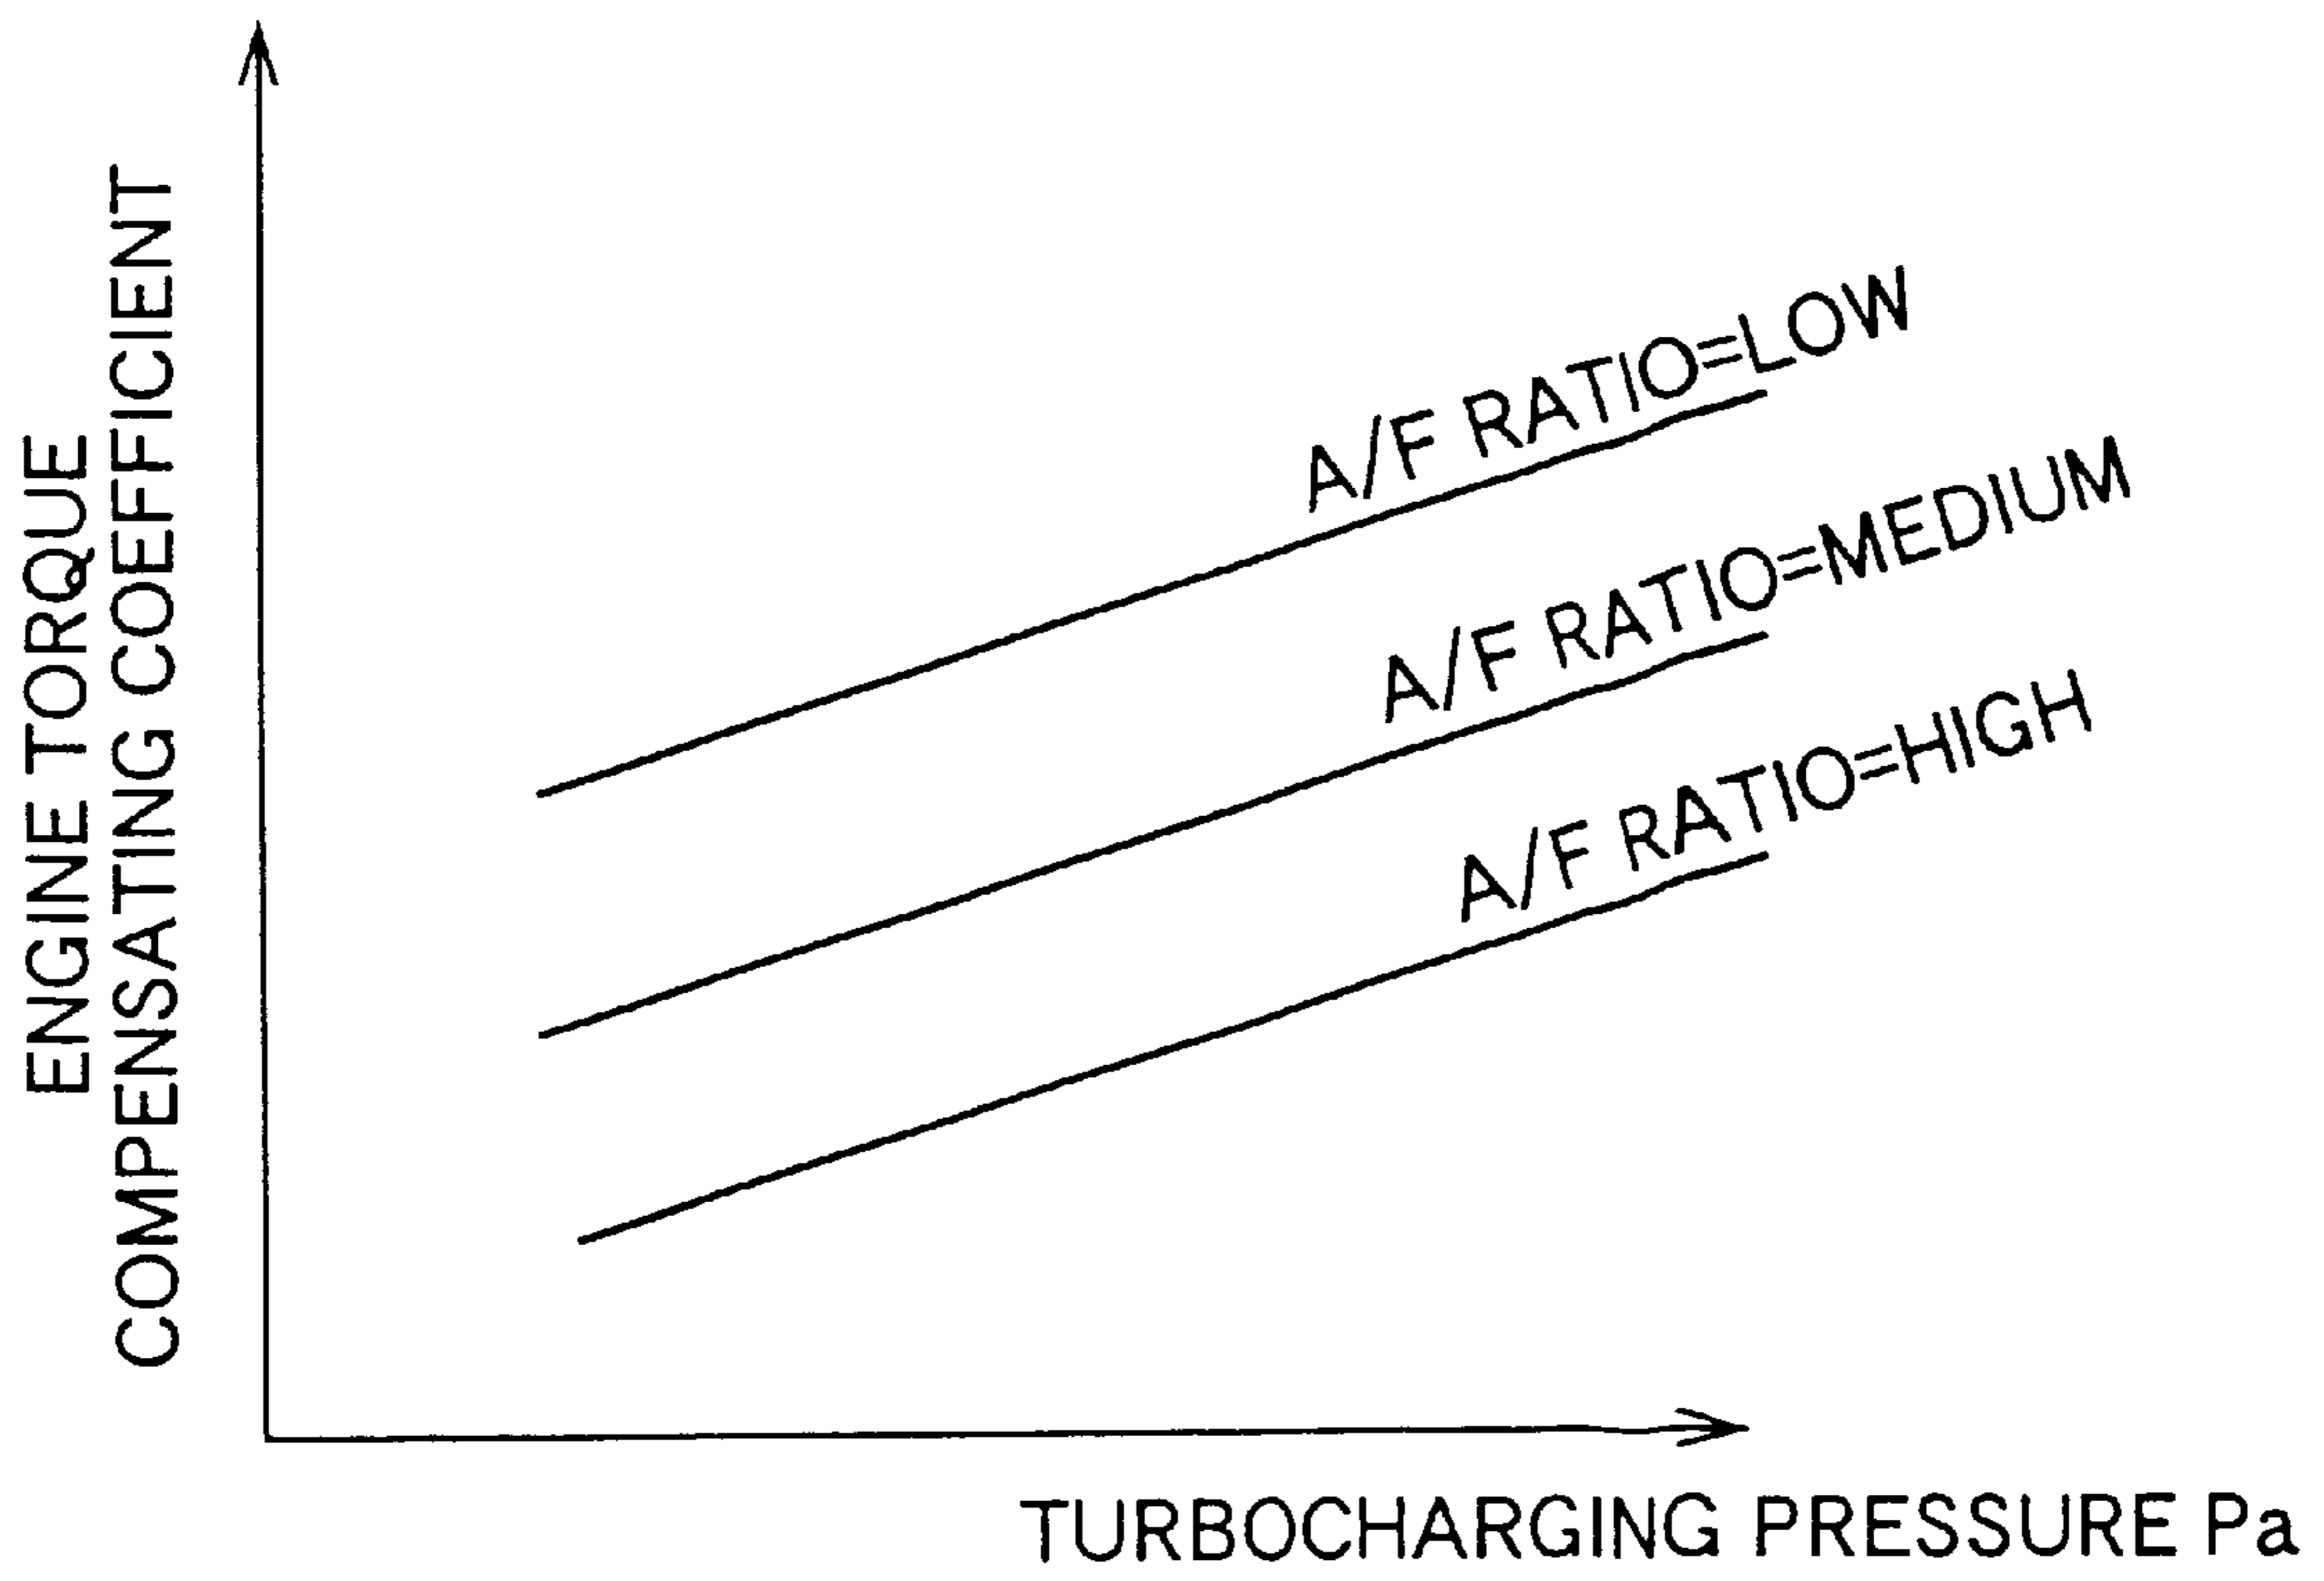 ENGINE TORQUE
COMPENSATING COEFFICIENT
A/F RATIO=LOW
A/F RATIO=MEDIUM
A/F RATIO=HIGH
TURBOCHARGING PRESSURE Pa